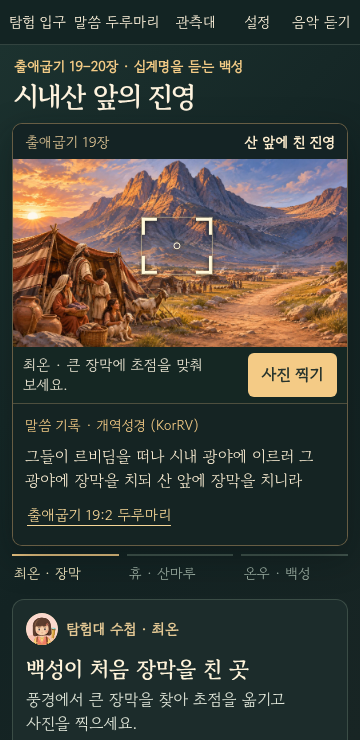 탐험 입구 말씀 두루마리 관측대 설정 음악 듣기
출애굽기 19–20장 · 십계명을 듣는 백성
시내산 앞의 진영
출애굽기 19장 산 앞에 친 진영
최온 · 큰 장막에 초점을 맞춰
보세요.
사진 찍기
말씀 기록 · 개역성경 (KorRV)
그들이 르비딤을 떠나 시내 광야에 이르러 그
광야에 장막을 치되 산 앞에 장막을 치니라
출애굽기 19:2 두루마리
최온 · 장막 휴 · 산마루 온우 · 백성
탐험대 수첩 · 최온
백성이 처음 장막을 친 곳
풍경에서 큰 장막을 찾아 초점을 옮기고
사진을 찍으세요.